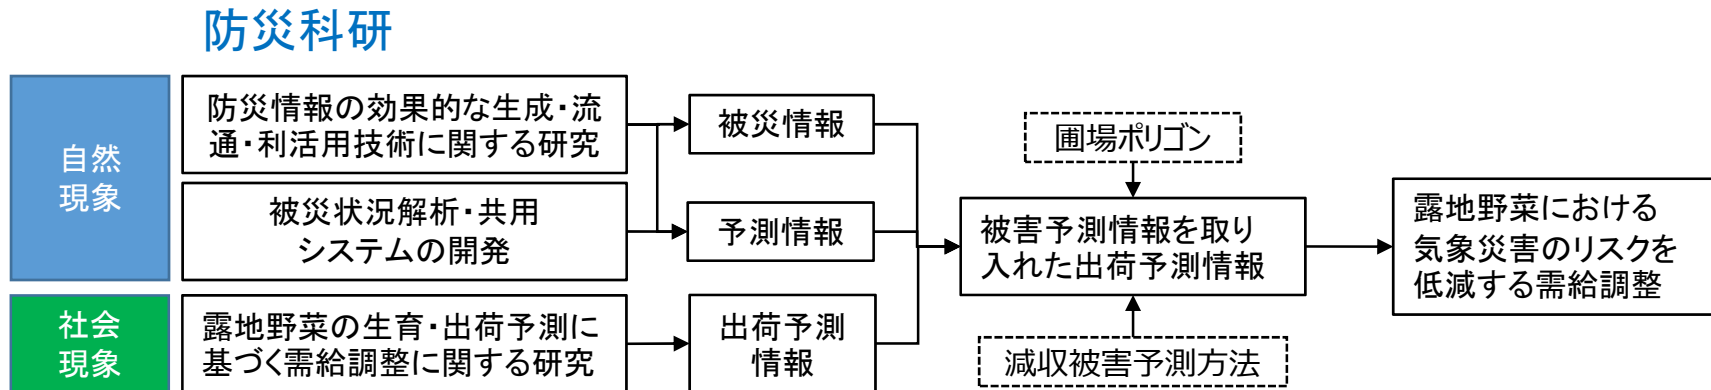 防災科研
自然
現象
防災情報の効果的な生成・流
通・利活用技術に関する研究
被災状況解析・共用
システムの開発
社会
現象
露地野菜の生育・出荷予測に
基づく需給調整に関する研究
被災情報
予測情報
出荷予測
情報
圃場ポリゴン
被害予測情報を取り
入れた出荷予測情報
減収被害予測方法
露地野菜における
気象災害のリスクを
低減する需給調整